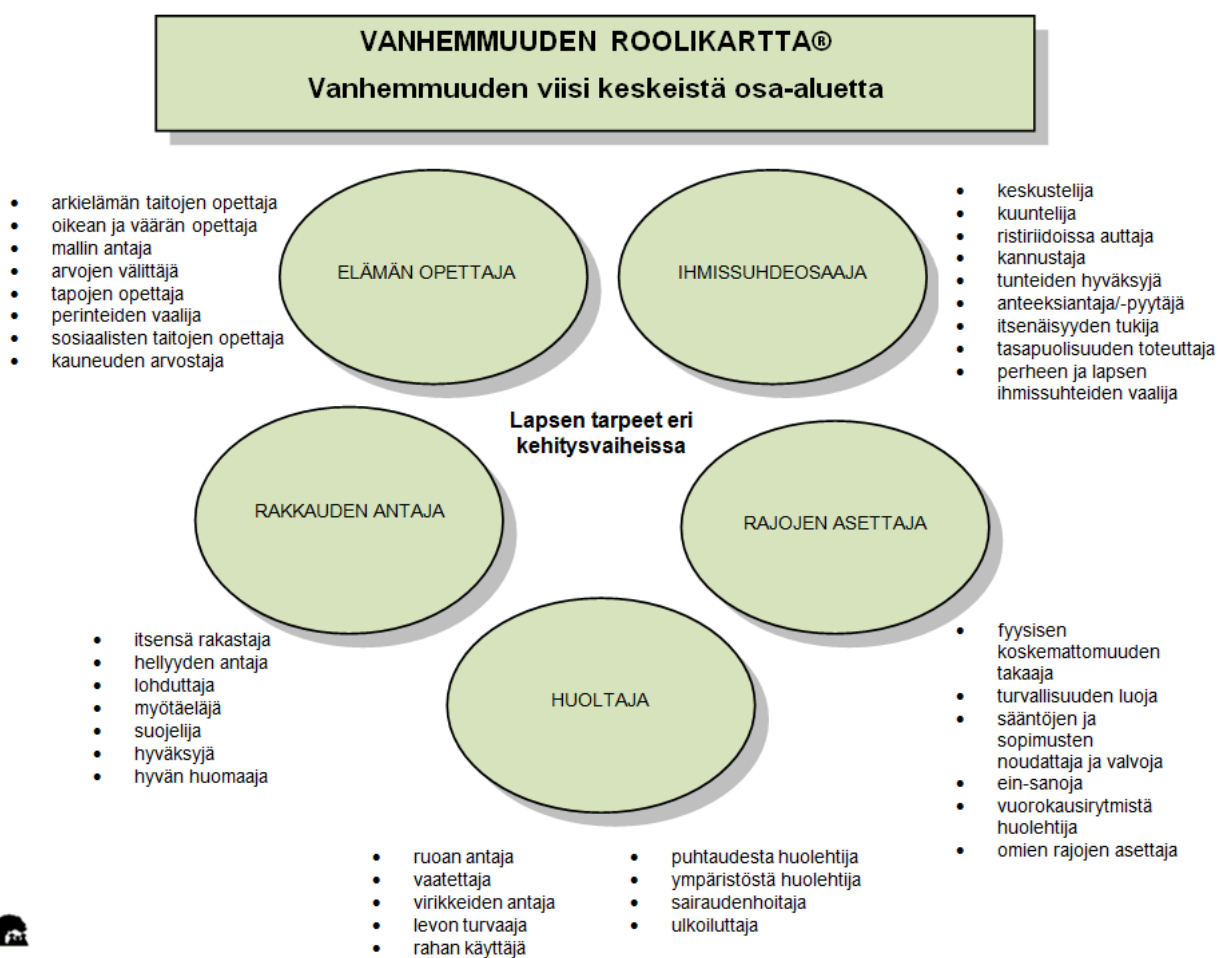 VANHEMMUUDEN ROOLIKARTTA®
Vanhemmuuden viisi keskeistä osa-aluetta
ELÄMÄN OPETTAJA
• arkielämän taitojen opettaja
• oikean ja väärän opettaja
• mallin antaja
• arvojen välittäjä
• tapojen opettaja
• perinteiden vaalija
• sosiaalisten taitojen opettaja
• kauneuden arvostaja
IHMISSUHDEOSAAJA
• keskustelija
• kuuntelija
• ristiriidoissa auttaja
• kannustaja
• tunteiden hyväksyjä
• anteeksiantaja/-pyytäjä
• itsenäisyyden tukija
• tasapuolisuuden toteuttaja
• perheen ja lapsen
ihmissuhteiden vaalija
Lapsen tarpeet eri
kehitysvaiheissa
RAKKAUDEN ANTAJA
• itsensä rakastaja
• hellyyden antaja
• lohduttaja
• myötäeläjä
• suojelija
• hyväksyjä
• hyvän huomaaja
RAJOJEN ASETTAJA
• fyysisen
koskemattomuuden
takaaja
• turvallisuuden luoja
• sääntöjen ja
sopimusten
noudattaja ja valvoja
• ein-sanoja
• vuorokausirytmistä
huolehtija
• omien rajojen asettaja
HUOLTAJA
• ruoan antaja
• vaatettaja
• virikkeiden antaja
• levon turvaaja
• rahan käyttäjä
• puhtaudesta huolehtija
• ympäristöstä huolehtija
• sairaudenhoitaja
• ulkoiluttaja